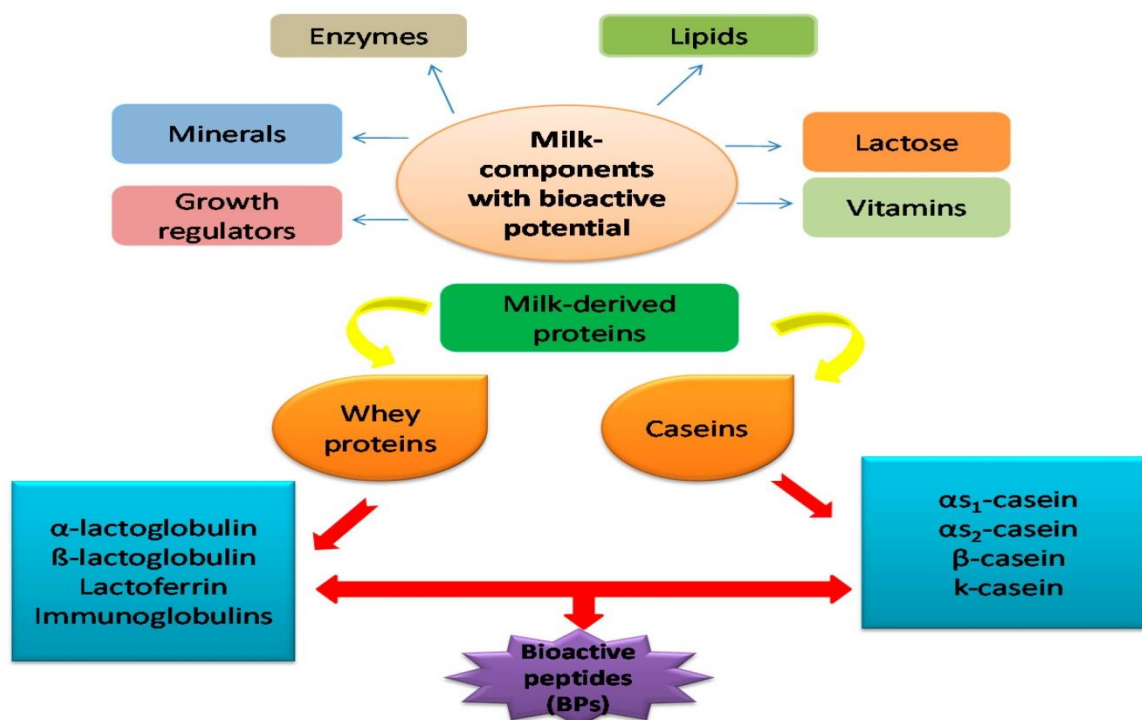 Enzymes
Lipids
Minerals
Milk-
components
with bioactive
potential
Lactose
Growth
regulators
Vitamins
Milk-derived
proteins
Whey
proteins
Caseins
α-lactoglobulin
ß-lactoglobulin
Lactoferrin
Immunoglobulins
αs₁-casein
αs₂-casein
β-casein
k-casein
Bioactive
peptides
(BPs)